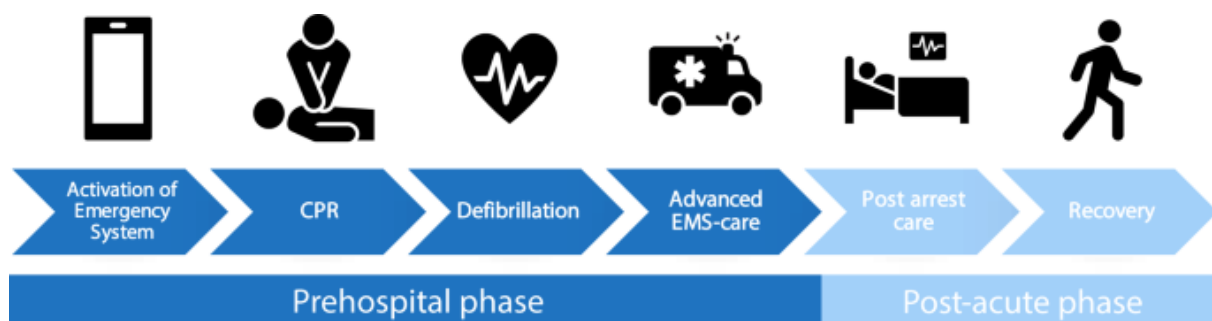 Activation of
Emergency
System
CPR
Defibrillation
Advanced
EMS-care
Post arrest
care
Recovery
Prehospital phase
Post-acute phase